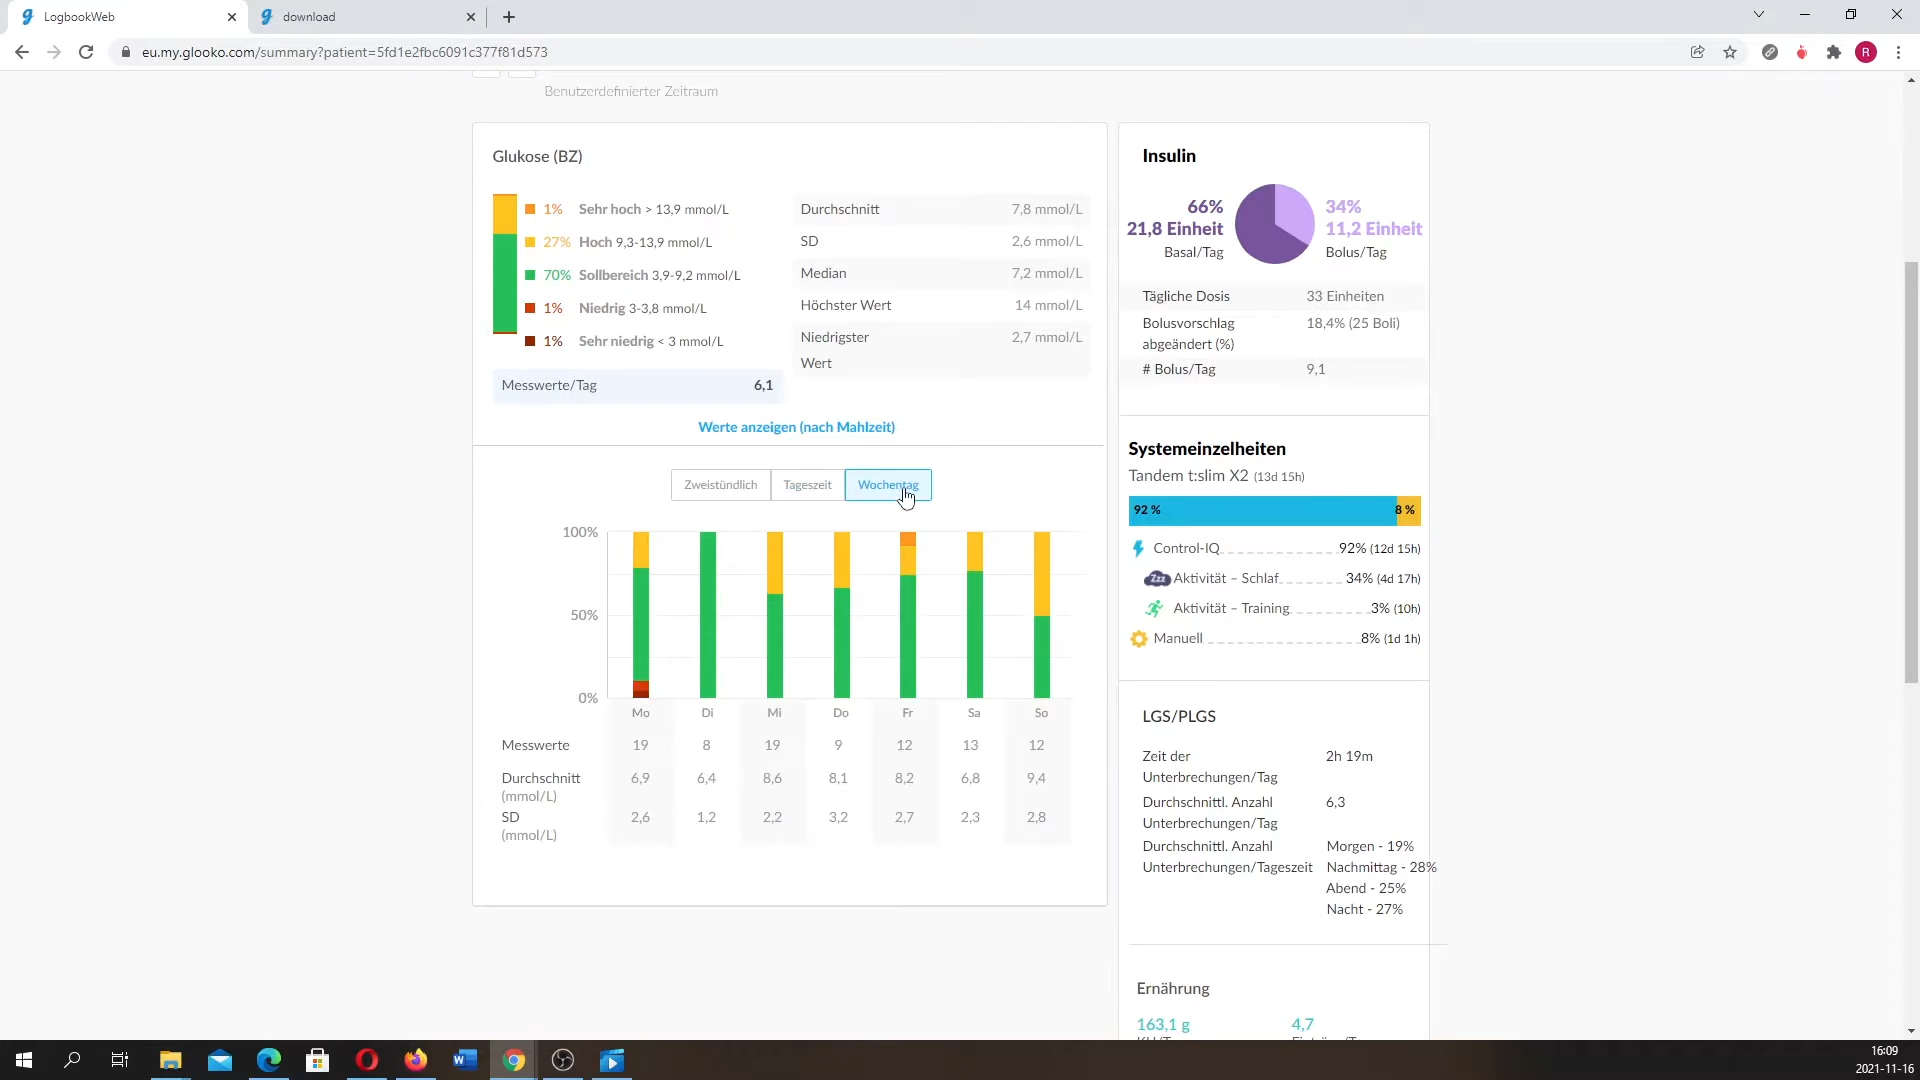 LogbookWeb
download
eu.my.glooko.com/summary?patient=5fd1e2fbc6091c377f81d573
R
Benutzerdefinierter Zeitraum
Glukose (BZ)
1% Sehr hoch > 13,9 mmol/L
27% Hoch 9,3-13,9 mmol/L
70% Sollbereich 3,9-9,2 mmol/L
1% Niedrig 3-3,8 mmol/L
1% Sehr niedrig < 3 mmol/L
Messwerte/Tag 6,1
Durchschnitt 7,8 mmol/L
SD 2,6 mmol/L
Median 7,2 mmol/L
Höchster Wert 14 mmol/L
Niedrigster 2,7 mmol/L
Wert
Werte anzeigen (nach Mahlzeit)
Zweistündlich Tageszeit Wochentag
100%
50%
0%
Mo Di Mi Do Fr Sa So
Messwerte 19 8 19 9 12 13 12
Durchschnitt 6,9 6,4 8,6 8,1 8,2 6,8 9,4
(mmol/L)
SD 2,6 1,2 2,2 3,2 2,7 2,3 2,8
(mmol/L)
Insulin
66% 34%
21,8 Einheit 11,2 Einheit
Basal/Tag Bolus/Tag
Tägliche Dosis 33 Einheiten
Bolusvorschlag 18,4% (25 Boli)
abgeändert (%)
# Bolus/Tag 9,1
Systemeinzelheiten
Tandem t:slim X2 (13d 15h)
92 % 8 %
Control-IQ 92% (12d 15h)
Zzz Aktivität – Schlaf 34% (4d 17h)
Aktivität – Training 3% (10h)
Manuell 8% (1d 1h)
LGS/PLGS
Zeit der 2h 19m
Unterbrechungen/Tag
Durchschnittl. Anzahl 6,3
Unterbrechungen/Tag
Durchschnittl. Anzahl Morgen - 19%
Unterbrechungen/Tageszeit Nachmittag - 28%
Abend - 25%
Nacht - 27%
Ernährung
163,1 g 4,7
16:09
2021-11-16